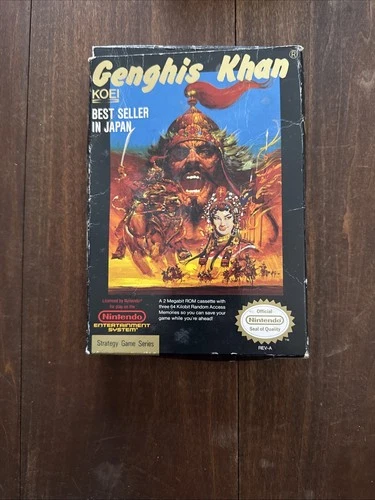 Genghis Khan®
KOEI
BEST SELLER
IN JAPAN
Licensed by Nintendo
for play on the
Nintendo
ENTERTAINMENT
SYSTEM
A 2 Megabit ROM cassette with
three 64 Kilobit Random Access
Memories so you can save your
game while you're ahead!
Official
Nintendo
Seal of Quality
Strategy Game Series
REV-A